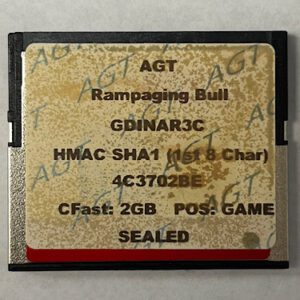 AGT
Rampaging Bull
GDINAR3C
HMAC SHA1 (1st 8 Char)
4C3702BE
CFast: 2GB POS: GAME
SEALED